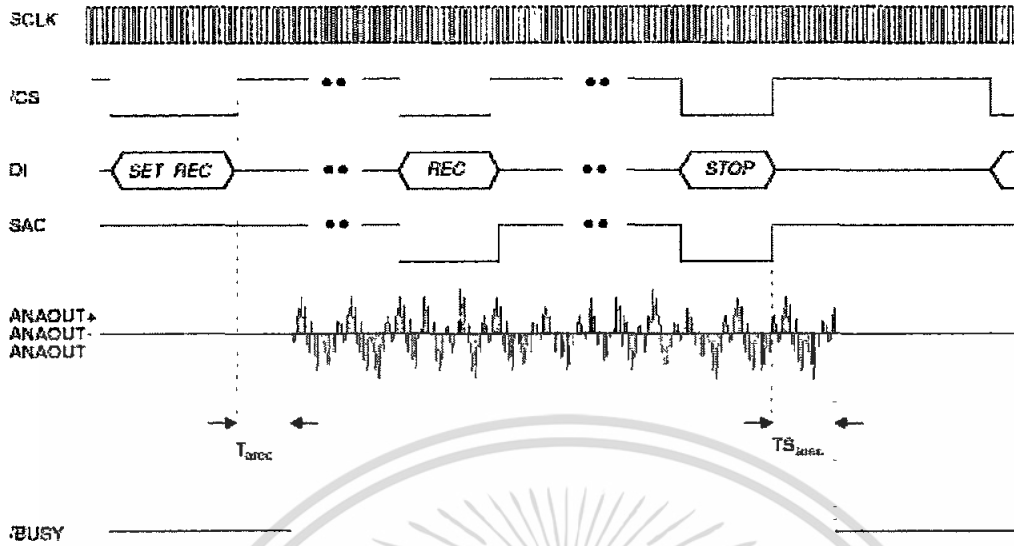 SCLK
/CS
DI
SET REC
REC
STOP
SAC
ANAOUT+
ANAOUT-
ANAOUT
/BUSY